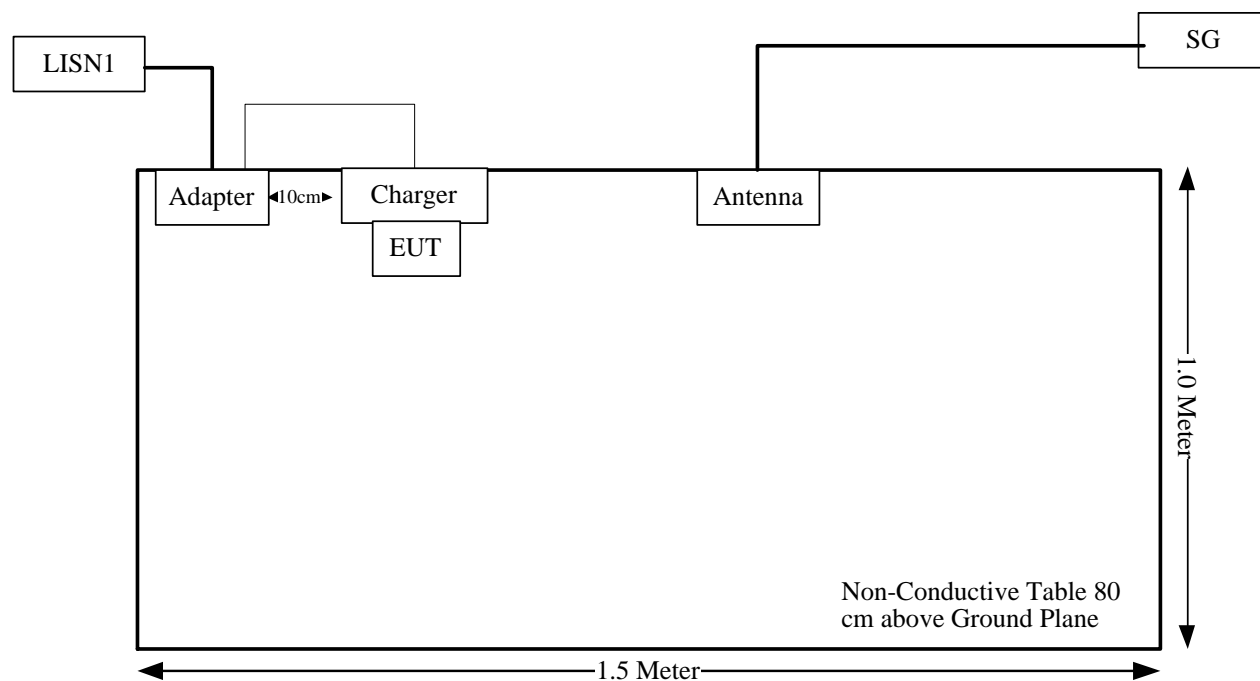 SG
LISN1
Adapter
10cm
Charger
Antenna
EUT
1.0 Meter
Non-Conductive Table 80
cm above Ground Plane
1.5 Meter